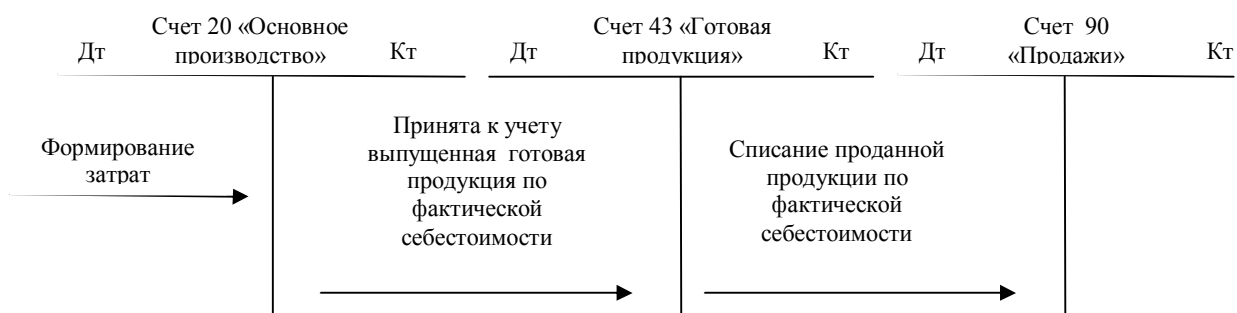 Счет 20 «Основное
Дт производство» Кт
Счет 43 «Готовая
Дт продукция» Кт
Счет 90
Дт «Продажи» Кт
Формирование
затрат
Принята к учету
выпущенная готовая
продукция по
фактической
себестоимости
Списание проданной
продукции по
фактической
себестоимости